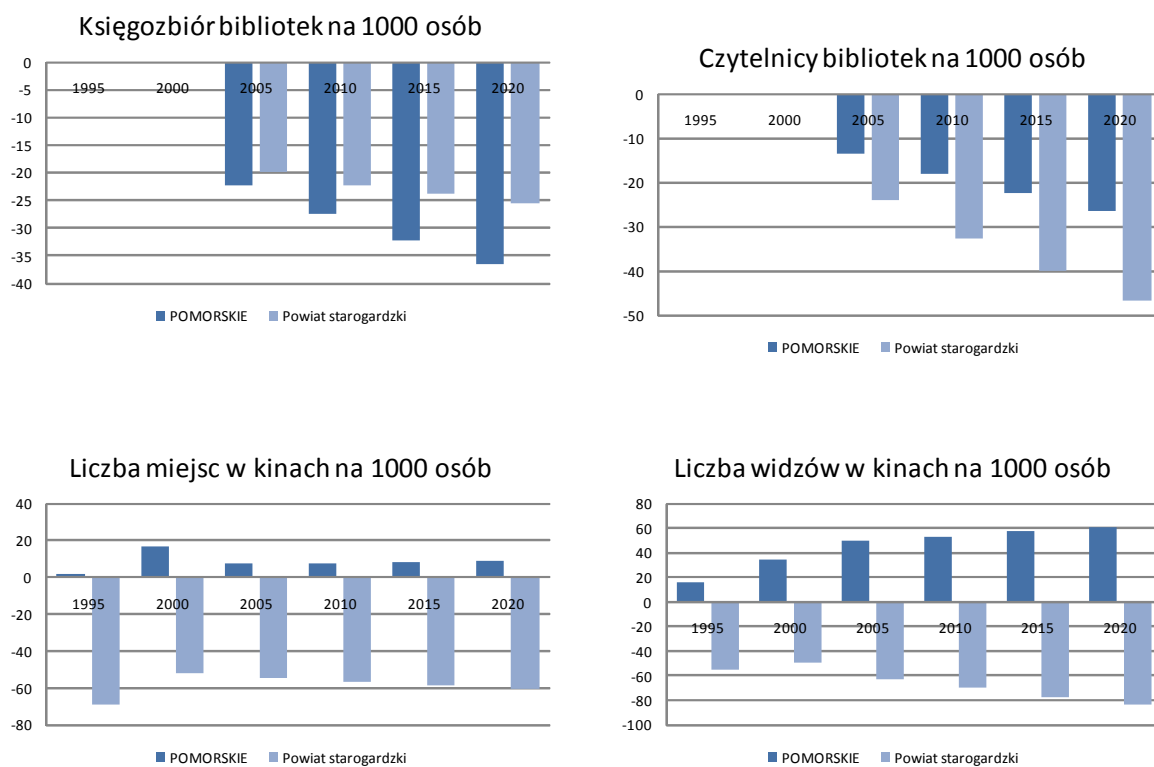 Księgozbiór bibliotek na 1000 osób
0
-5
-10
-15
-20
-25
-30
-35
-40
1995 2000 2005 2010 2015 2020
POMORSKIE Powiat starogardzki
Czytelnicy bibliotek na 1000 osób
0
-10
-20
-30
-40
-50
1995 2000 2005 2010 2015 2020
POMORSKIE Powiat starogardzki
Liczba miejsc w kinach na 1000 osób
40
20
0
-20
-40
-60
-80
1995 2000 2005 2010 2015 2020
POMORSKIE Powiat starogardzki
Liczba widzów w kinach na 1000 osób
80
60
40
20
0
-20
-40
-60
-80
-100
1995 2000 2005 2010 2015 2020
POMORSKIE Powiat starogardzki